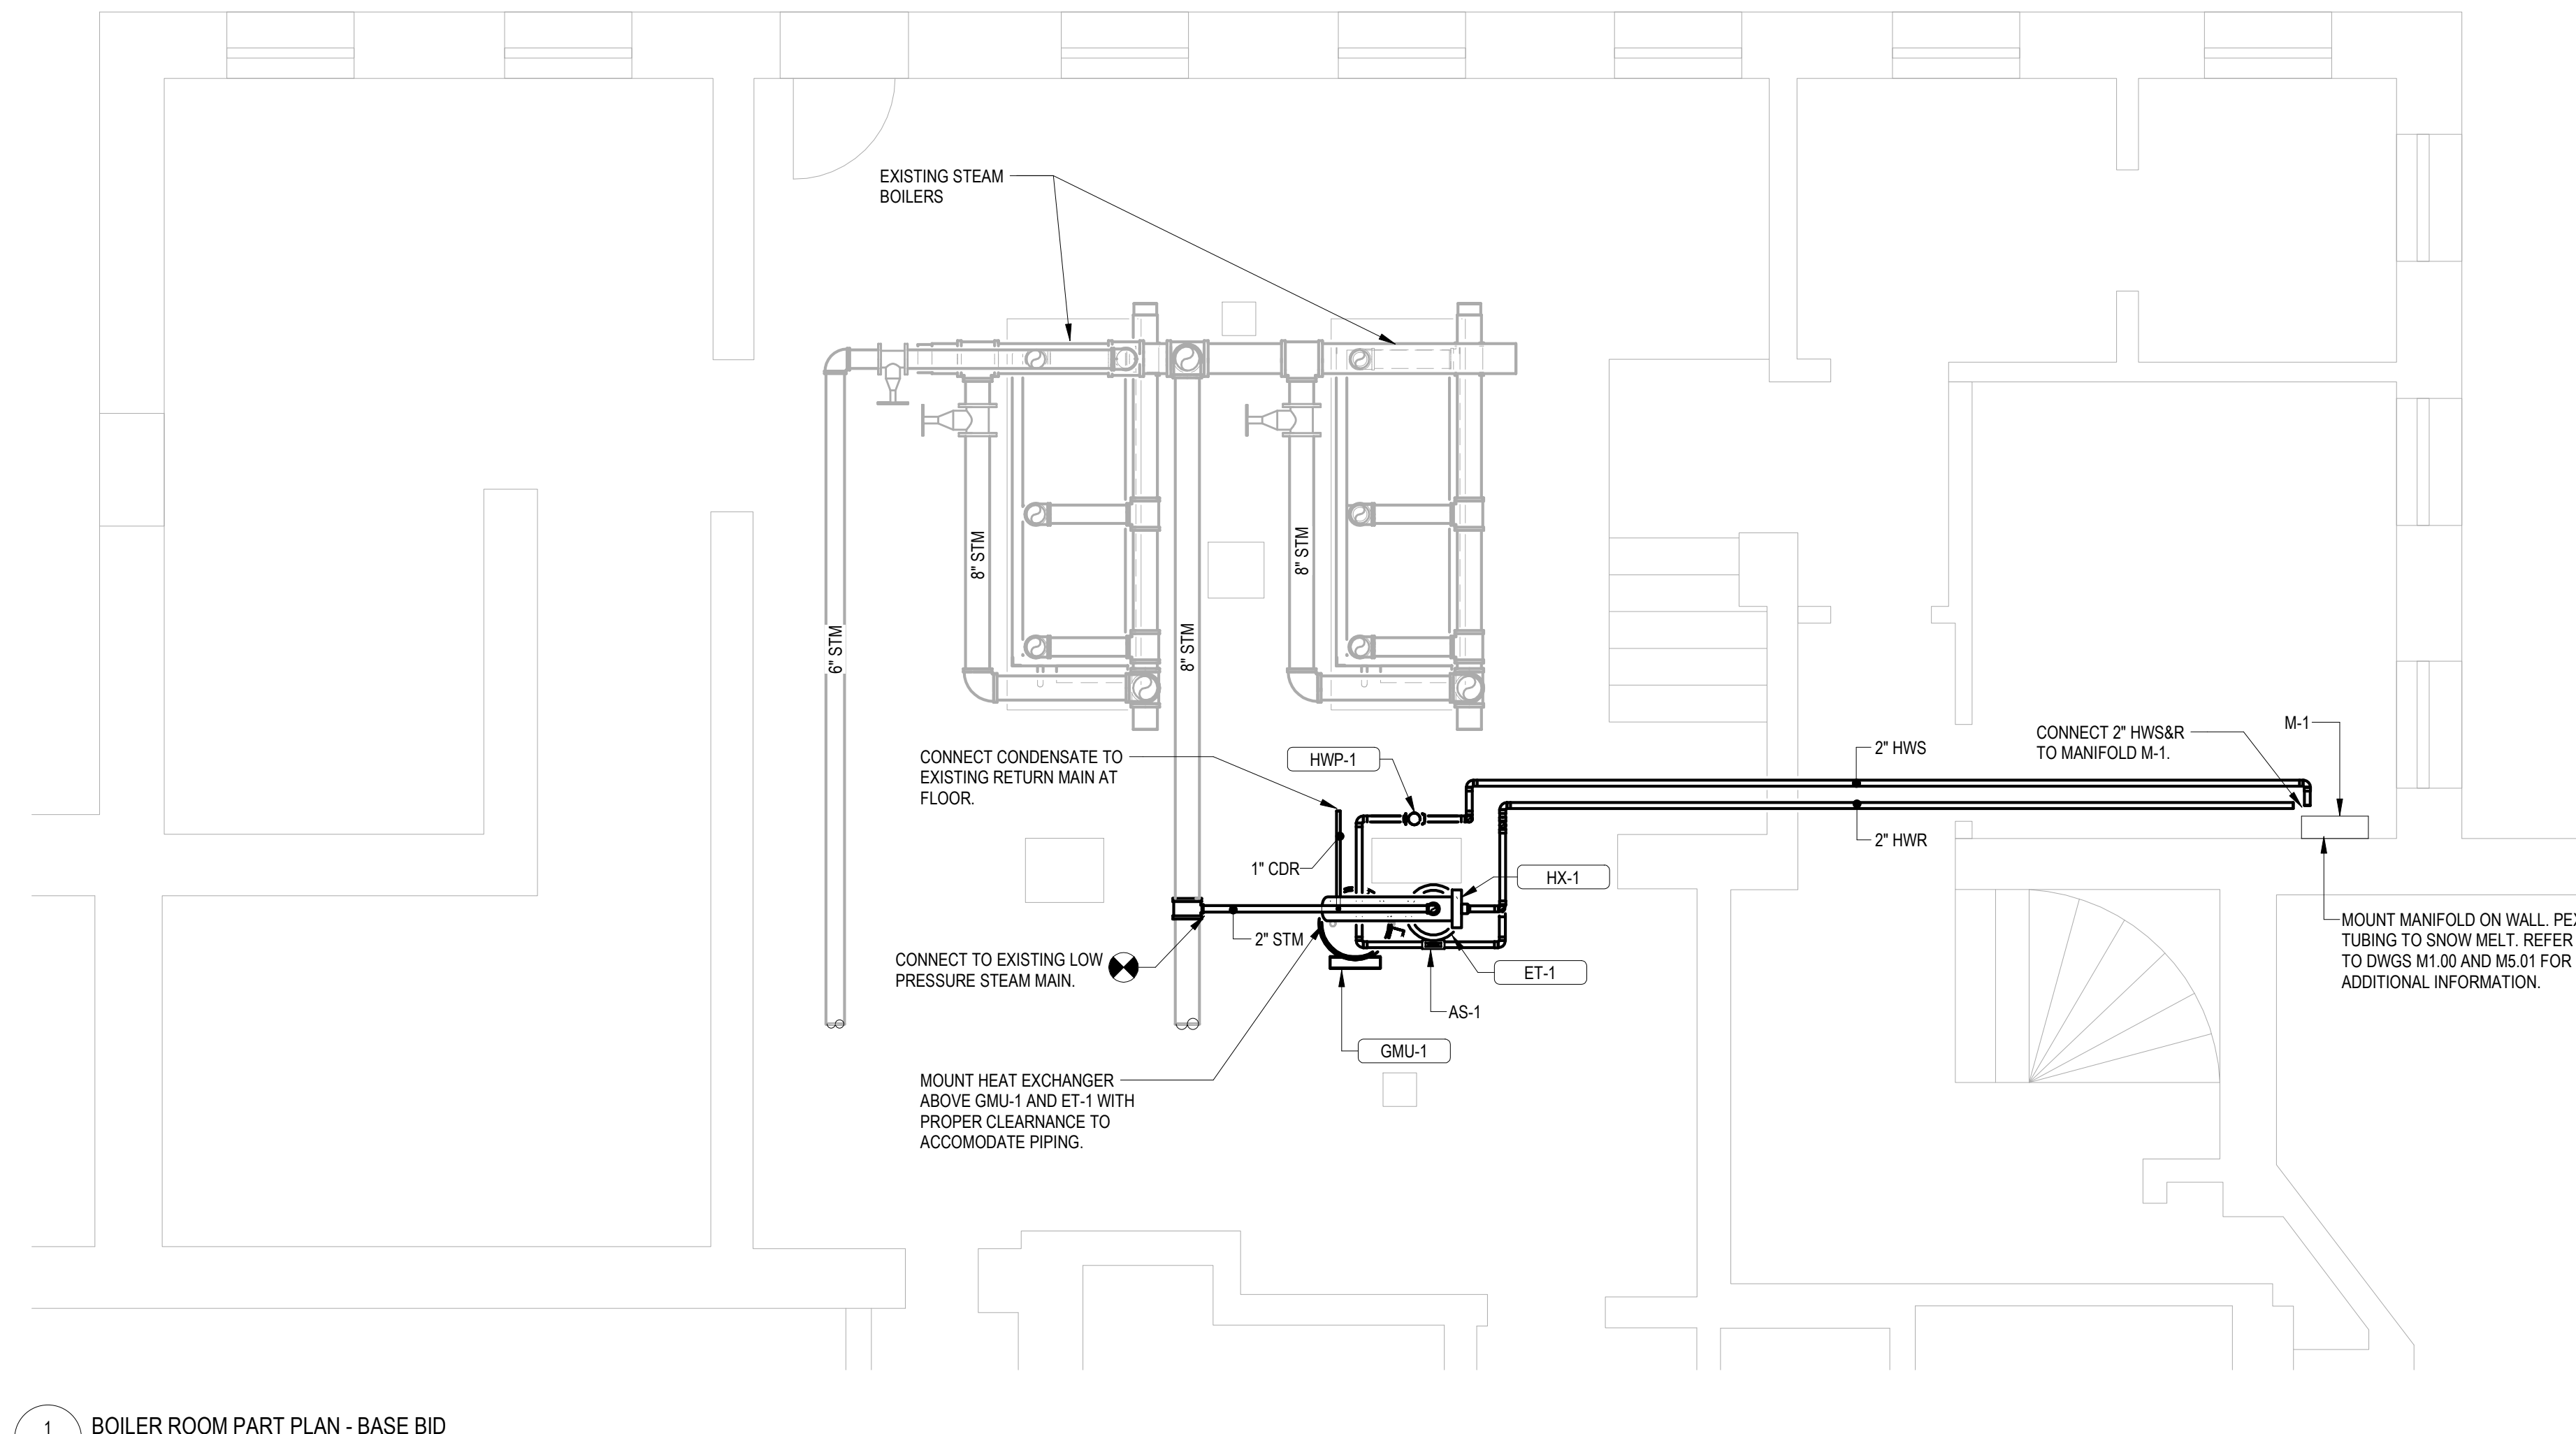 EXISTING STEAM
BOILERS
8" STM
8" STM
6" STM
8" STM
CONNECT CONDENSATE TO
EXISTING RETURN MAIN AT
FLOOR.
HWP-1
2" HWS
CONNECT 2" HWS&R
TO MANIFOLD M-1.
M-1
2" HWR
1" CDR
HX-1
2" STM
CONNECT TO EXISTING LOW
PRESSURE STEAM MAIN.
ET-1
AS-1
GMU-1
MOUNT MANIFOLD ON WALL. PEX
TUBING TO SNOW MELT. REFER
TO DWGS M1.00 AND M5.01 FOR
ADDITIONAL INFORMATION.
MOUNT HEAT EXCHANGER
ABOVE GMU-1 AND ET-1 WITH
PROPER CLEARNANCE TO
ACCOMODATE PIPING.
1
BOILER ROOM PART PLAN - BASE BID